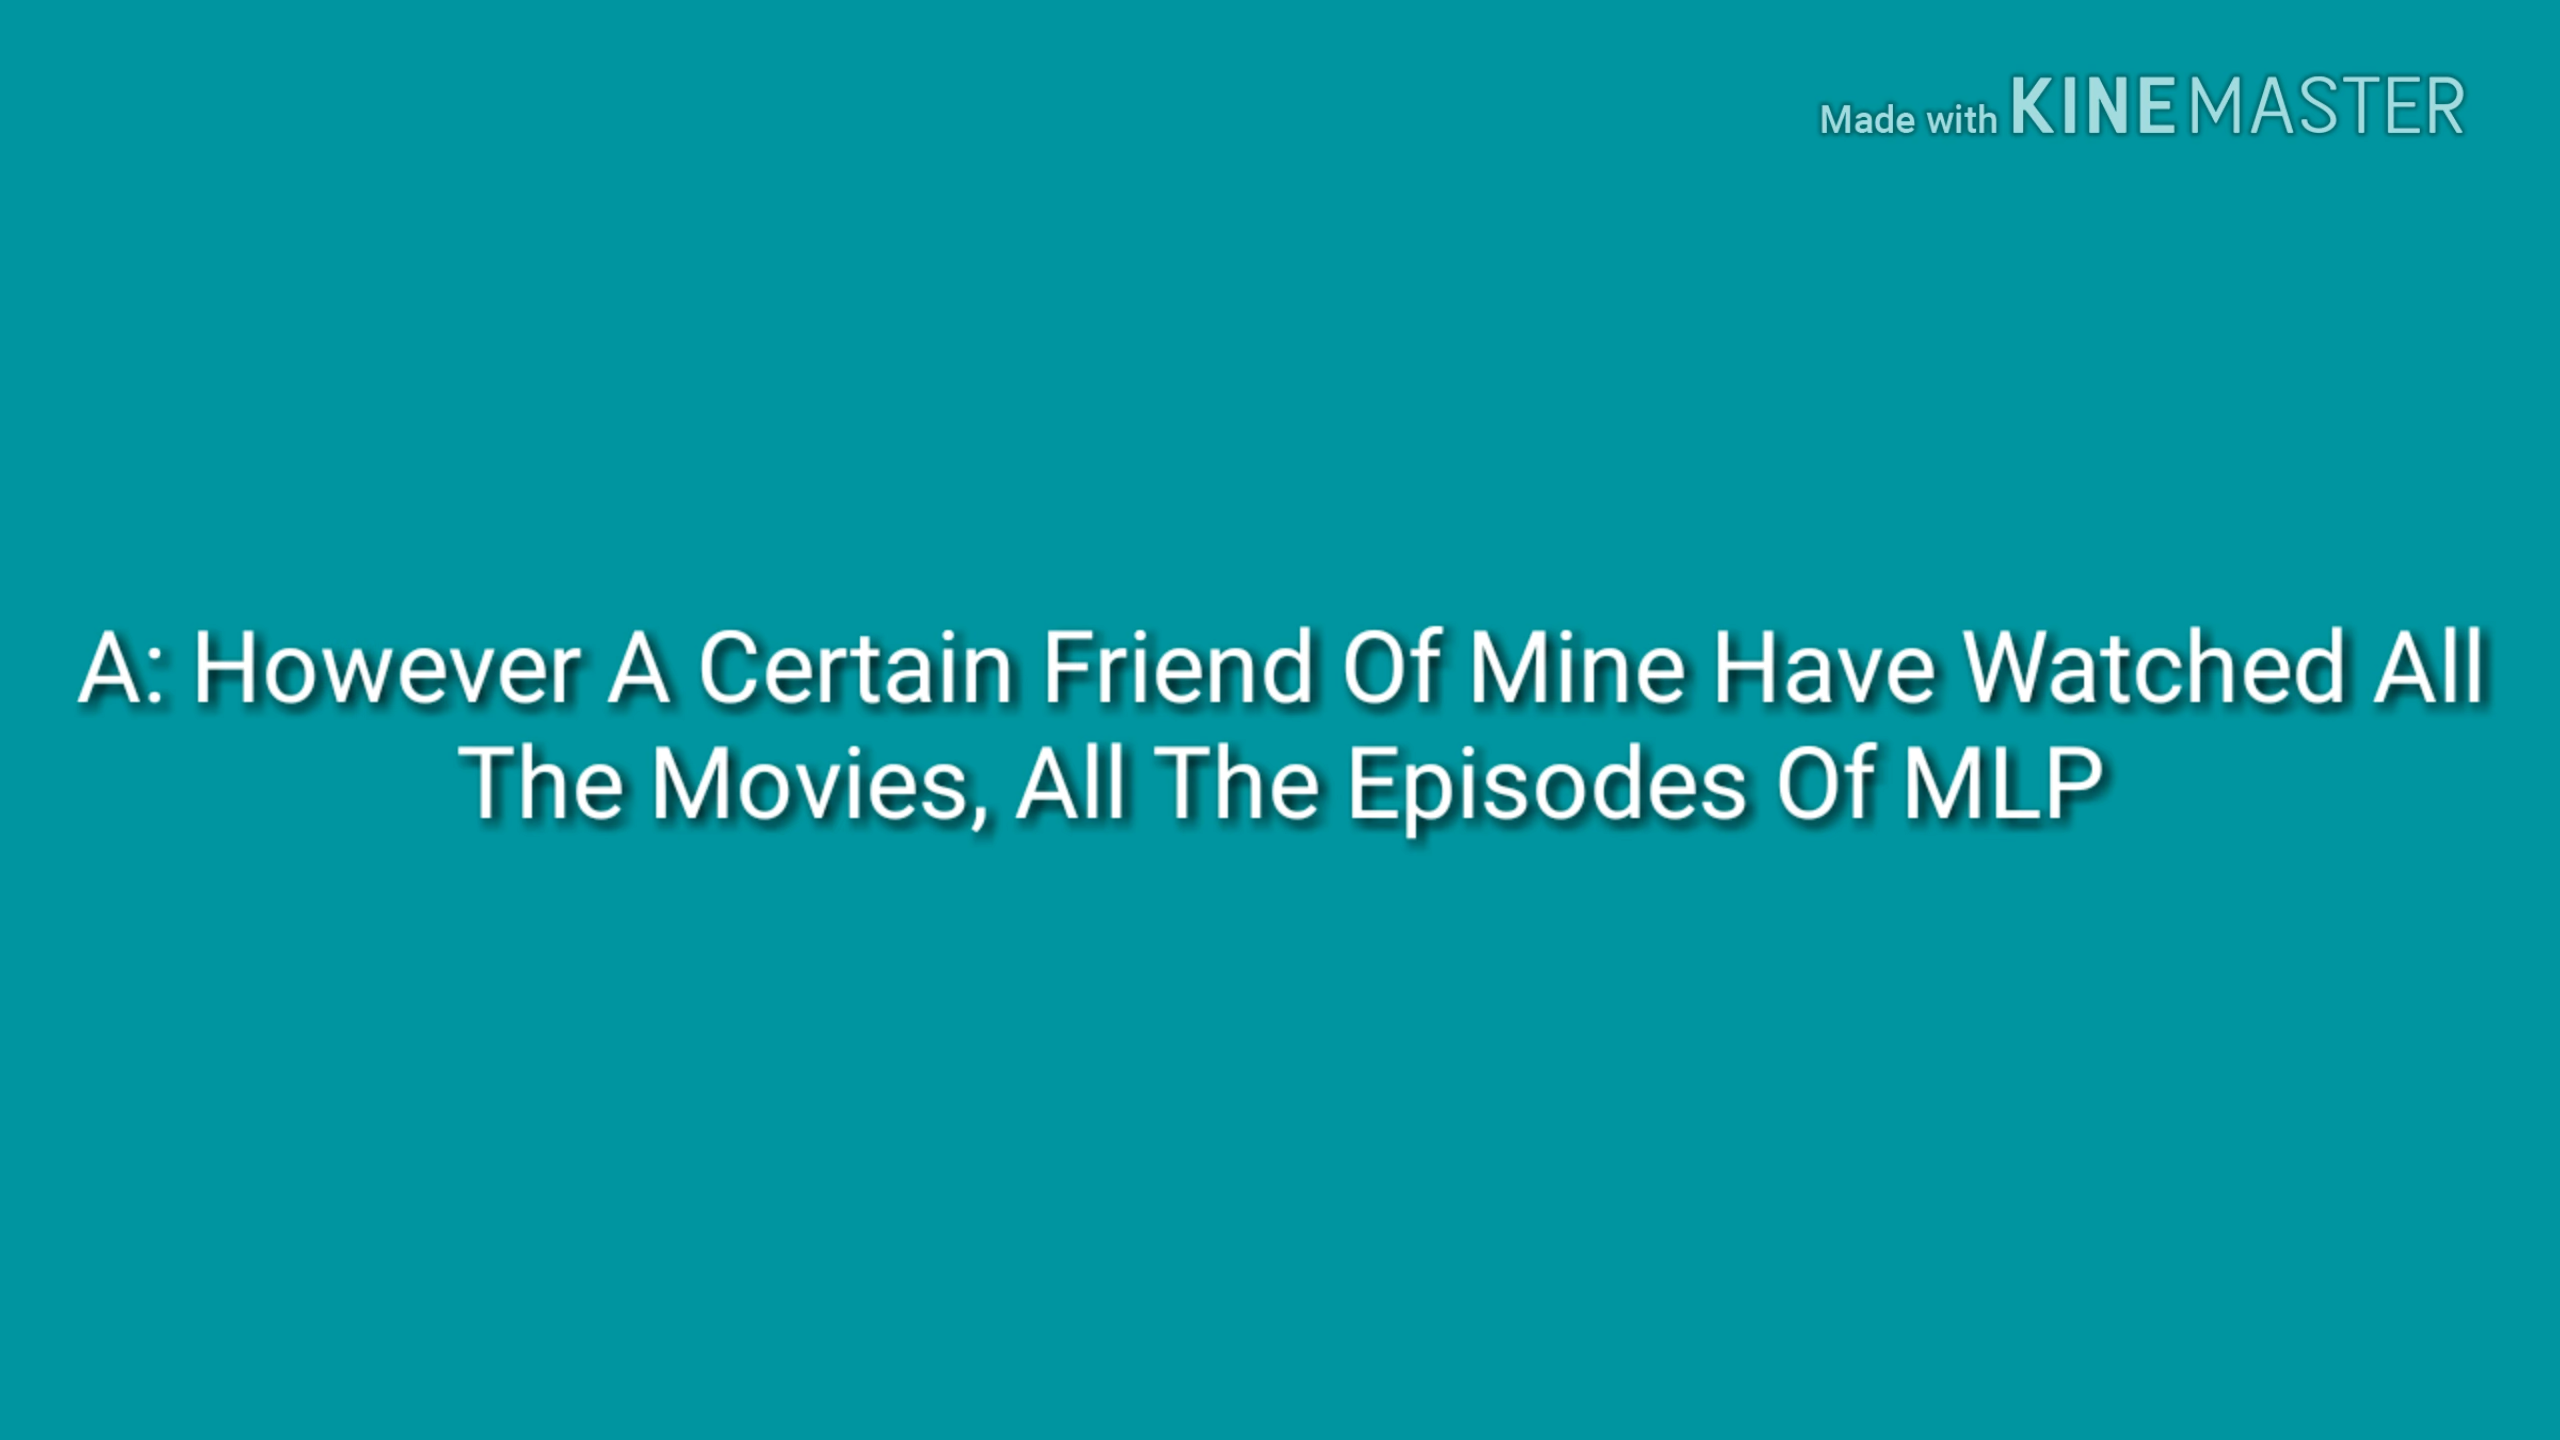 Made with KINEMASTER
A: However A Certain Friend Of Mine Have Watched All
The Movies, All The Episodes Of MLP